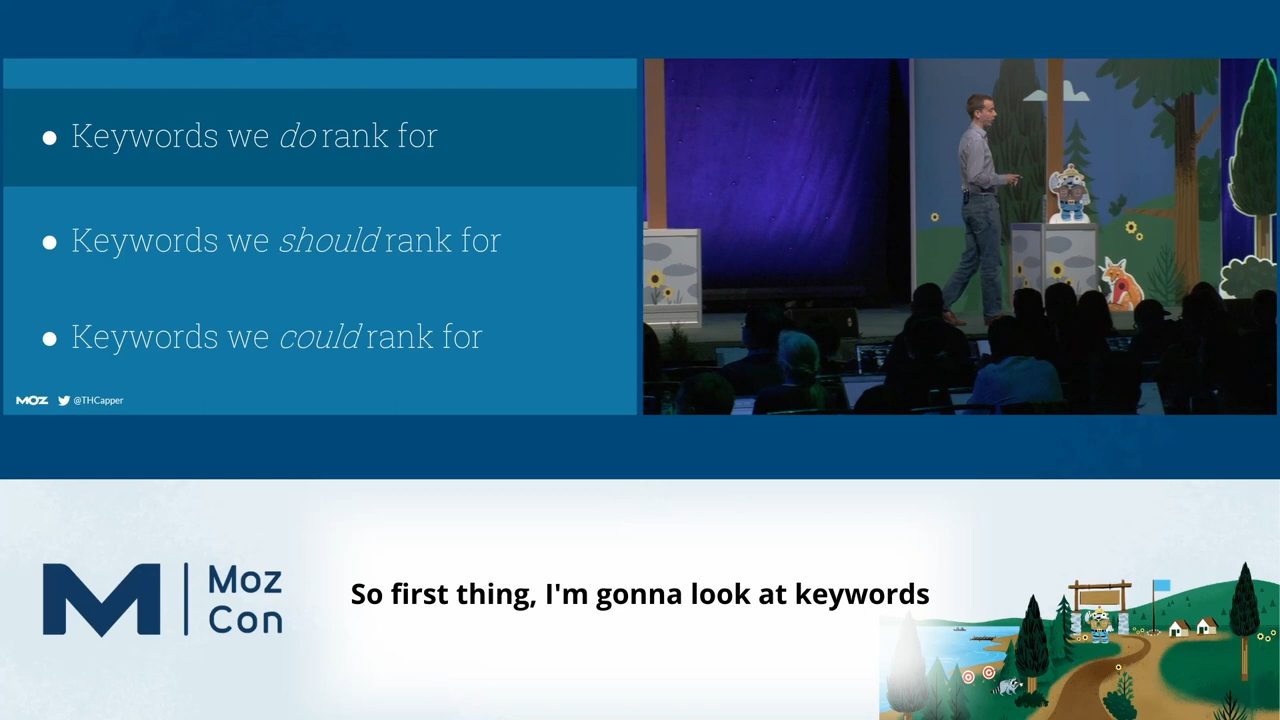 ● Keywords we do rank for
● Keywords we should rank for
● Keywords we could rank for
MOZ @THCapper
M | Moz
Con
So first thing, I'm gonna look at keywords